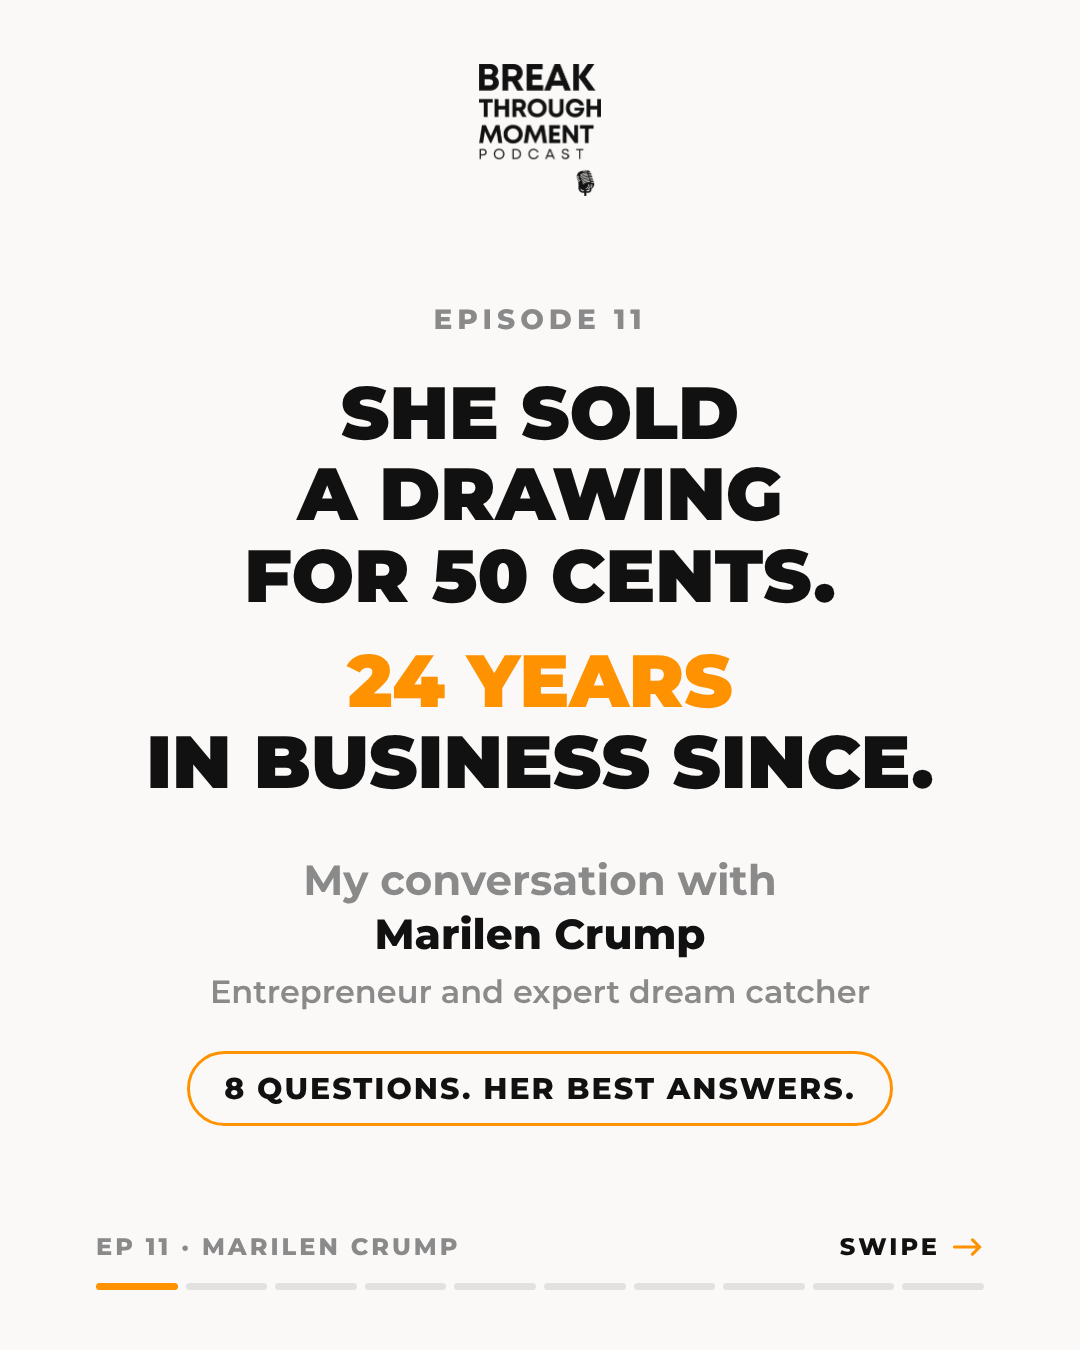 BREAK
THROUGH
MOMENT
PODCAST
EPISODE 11
SHE SOLD
A DRAWING
FOR 50 CENTS.
24 YEARS
IN BUSINESS SINCE.
My conversation with
Marilen Crump
Entrepreneur and expert dream catcher
8 QUESTIONS. HER BEST ANSWERS.
EP 11 · MARILEN CRUMP
SWIPE →